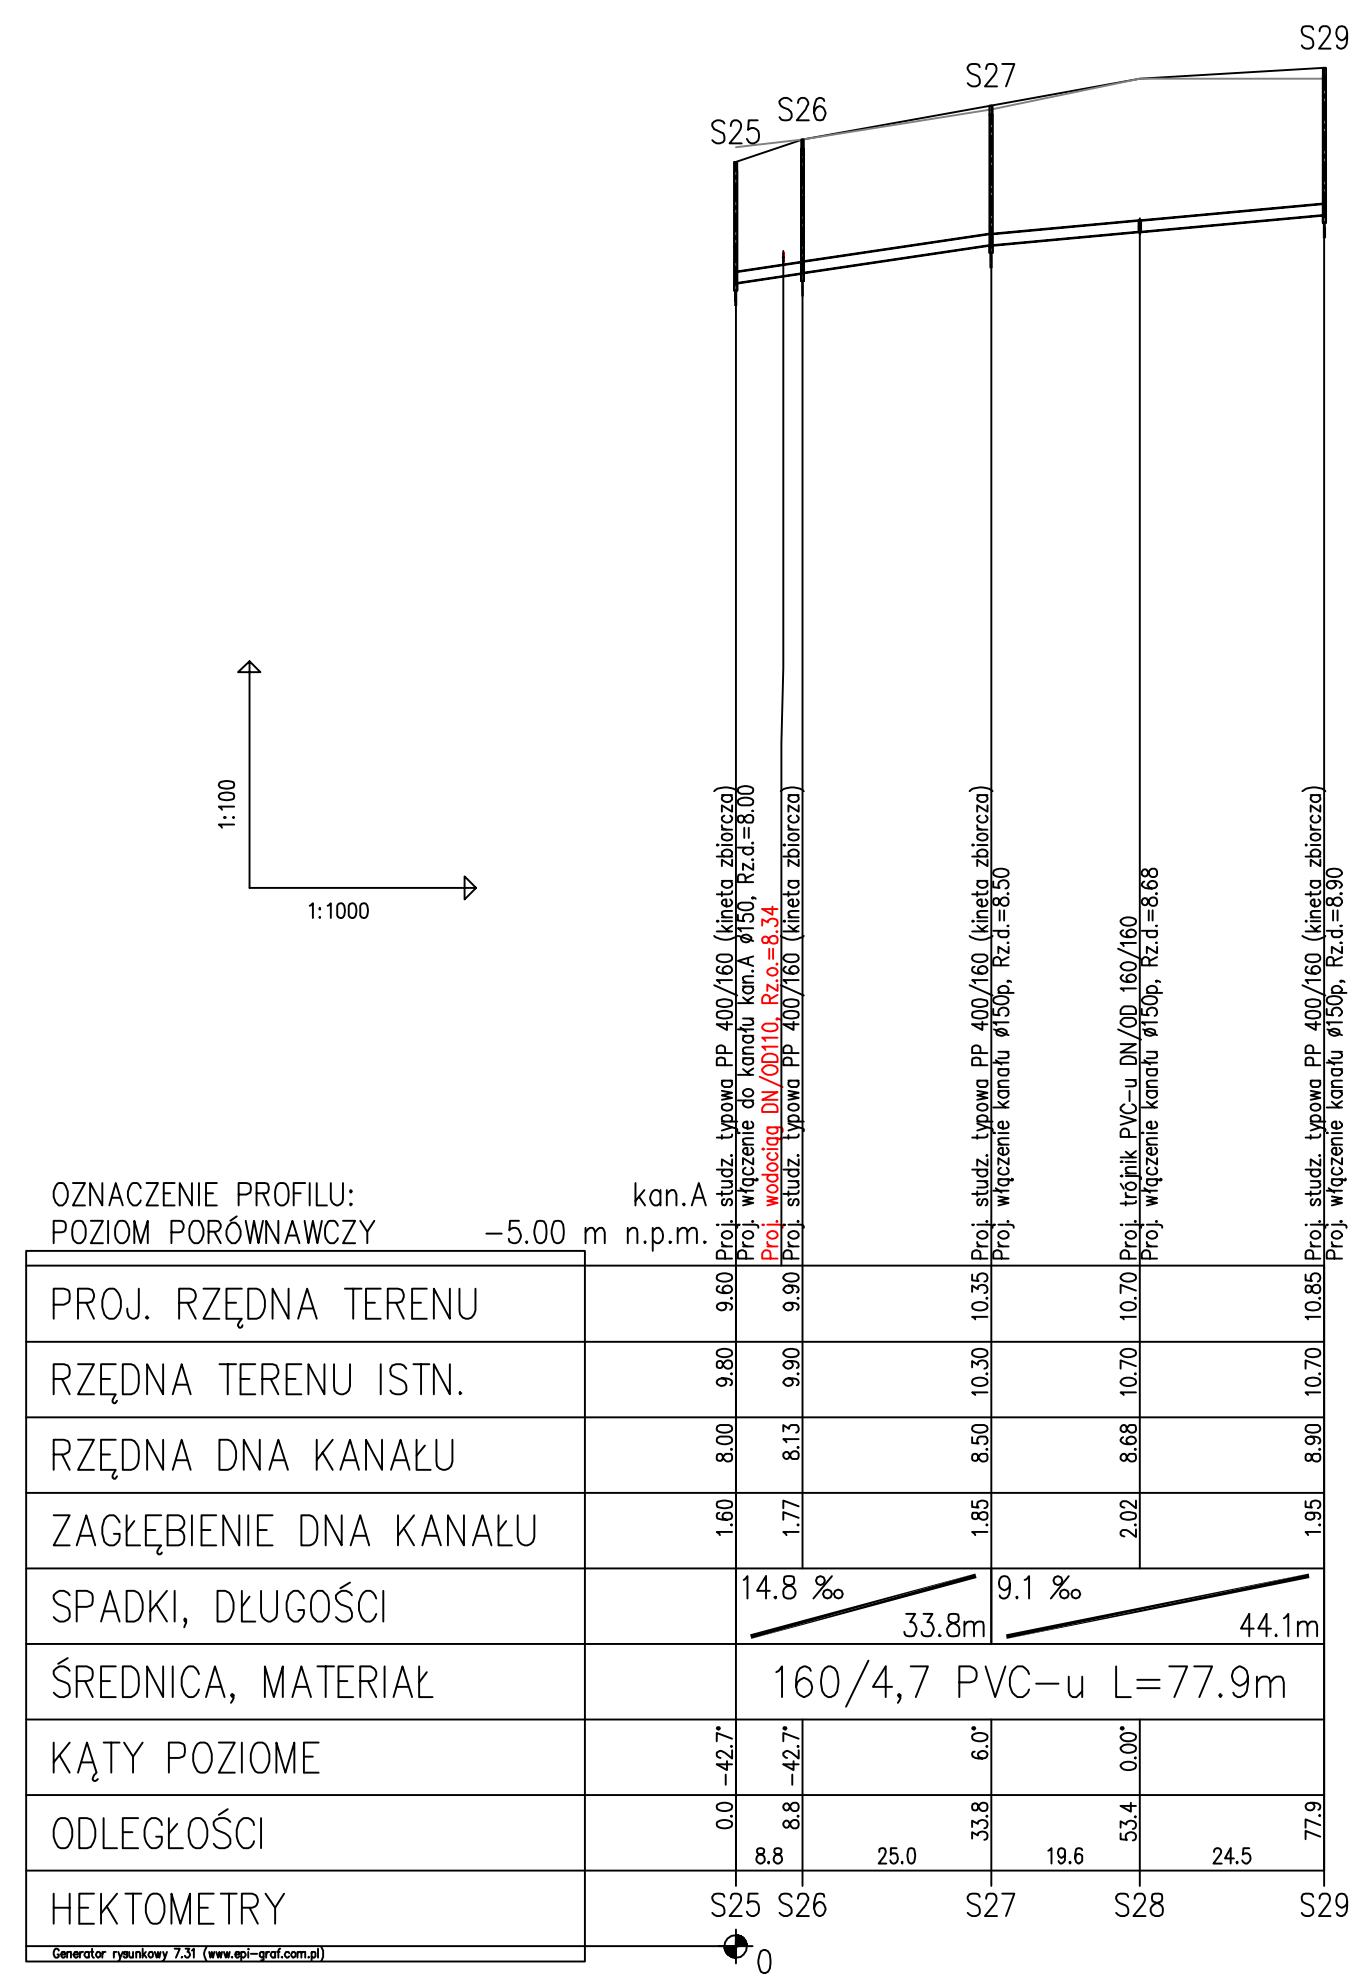 S29
S27
S26
S25
1:100
1:1000
Proj. studz. typowa PP 400/160 (kineta zbiorcza)
Proj. włączenie do kanału kan.A ø150, Rz.d.=8.00
Proj. wodociąg DN/OD110, Rz.o.=8.34
Proj. studz. typowa PP 400/160 (kineta zbiorcza)
Proj. studz. typowa PP 400/160 (kineta zbiorcza)
Proj. włączenie kanału ø150p, Rz.d.=8.50
Proj. trójnik PVC-u DN/OD 160/160
Proj. włączenie kanału ø150p, Rz.d.=8.68
Proj. studz. typowa PP 400/160 (kineta zbiorcza)
Proj. włączenie kanału ø150p, Rz.d.=8.90
OZNACZENIE PROFILU: kan.A
POZIOM PORÓWNAWCZY -5.00 m n.p.m.
PROJ. RZĘDNA TERENU 9.60 9.90 10.35 10.70 10.85
RZĘDNA TERENU ISTN. 9.80 9.90 10.30 10.70 10.70
RZĘDNA DNA KANAŁU 8.00 8.13 8.50 8.68 8.90
ZAGŁĘBIENIE DNA KANAŁU 1.60 1.77 1.85 2.02 1.95
SPADKI, DŁUGOŚCI 14.8 ‰ 33.8m 9.1 ‰ 44.1m
ŚREDNICA, MATERIAŁ 160/4,7 PVC-u L=77.9m
KĄTY POZIOME -42.7° -42.7° 6.0° 0.00°
ODLEGŁOŚCI 0.0 8.8 33.8 53.4 77.9
8.8 25.0 19.6 24.5
HEKTOMETRY S25 S26 S27 S28 S29
Generator rysunkowy 7.31 (www.epi-graf.com.pl)
0